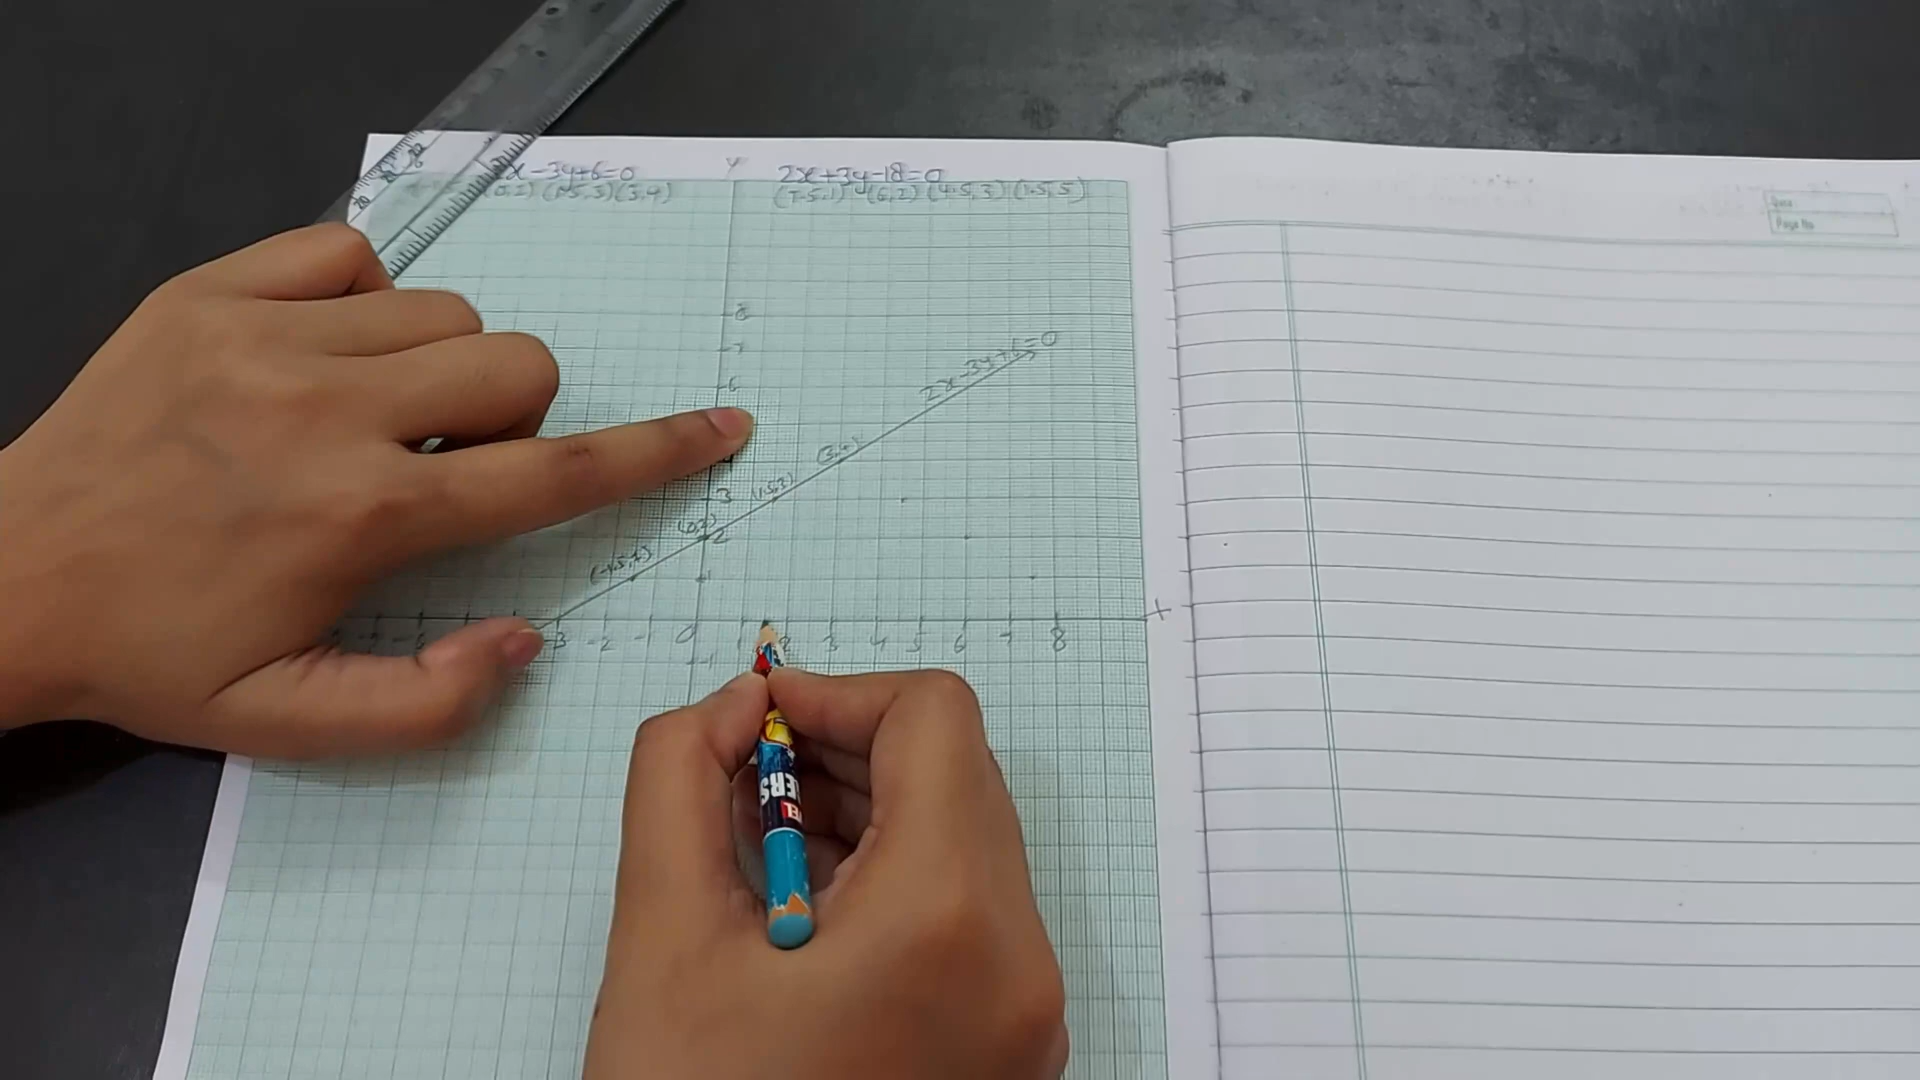 x-3y+6=0 y 2x+3y-18=0
(0,2) (1.5,3) (3,4) (7.5,1) (6,2) (4.5,3) (1.5,5)
Date:
Page No
8
7
2x-3y+6=0
6
(3,4)
3 (1.5,3)
(0,2)
2
(-1.5,1)
1
-3 -2 -1 0 1 2 3 4 5 6 7 8
-1